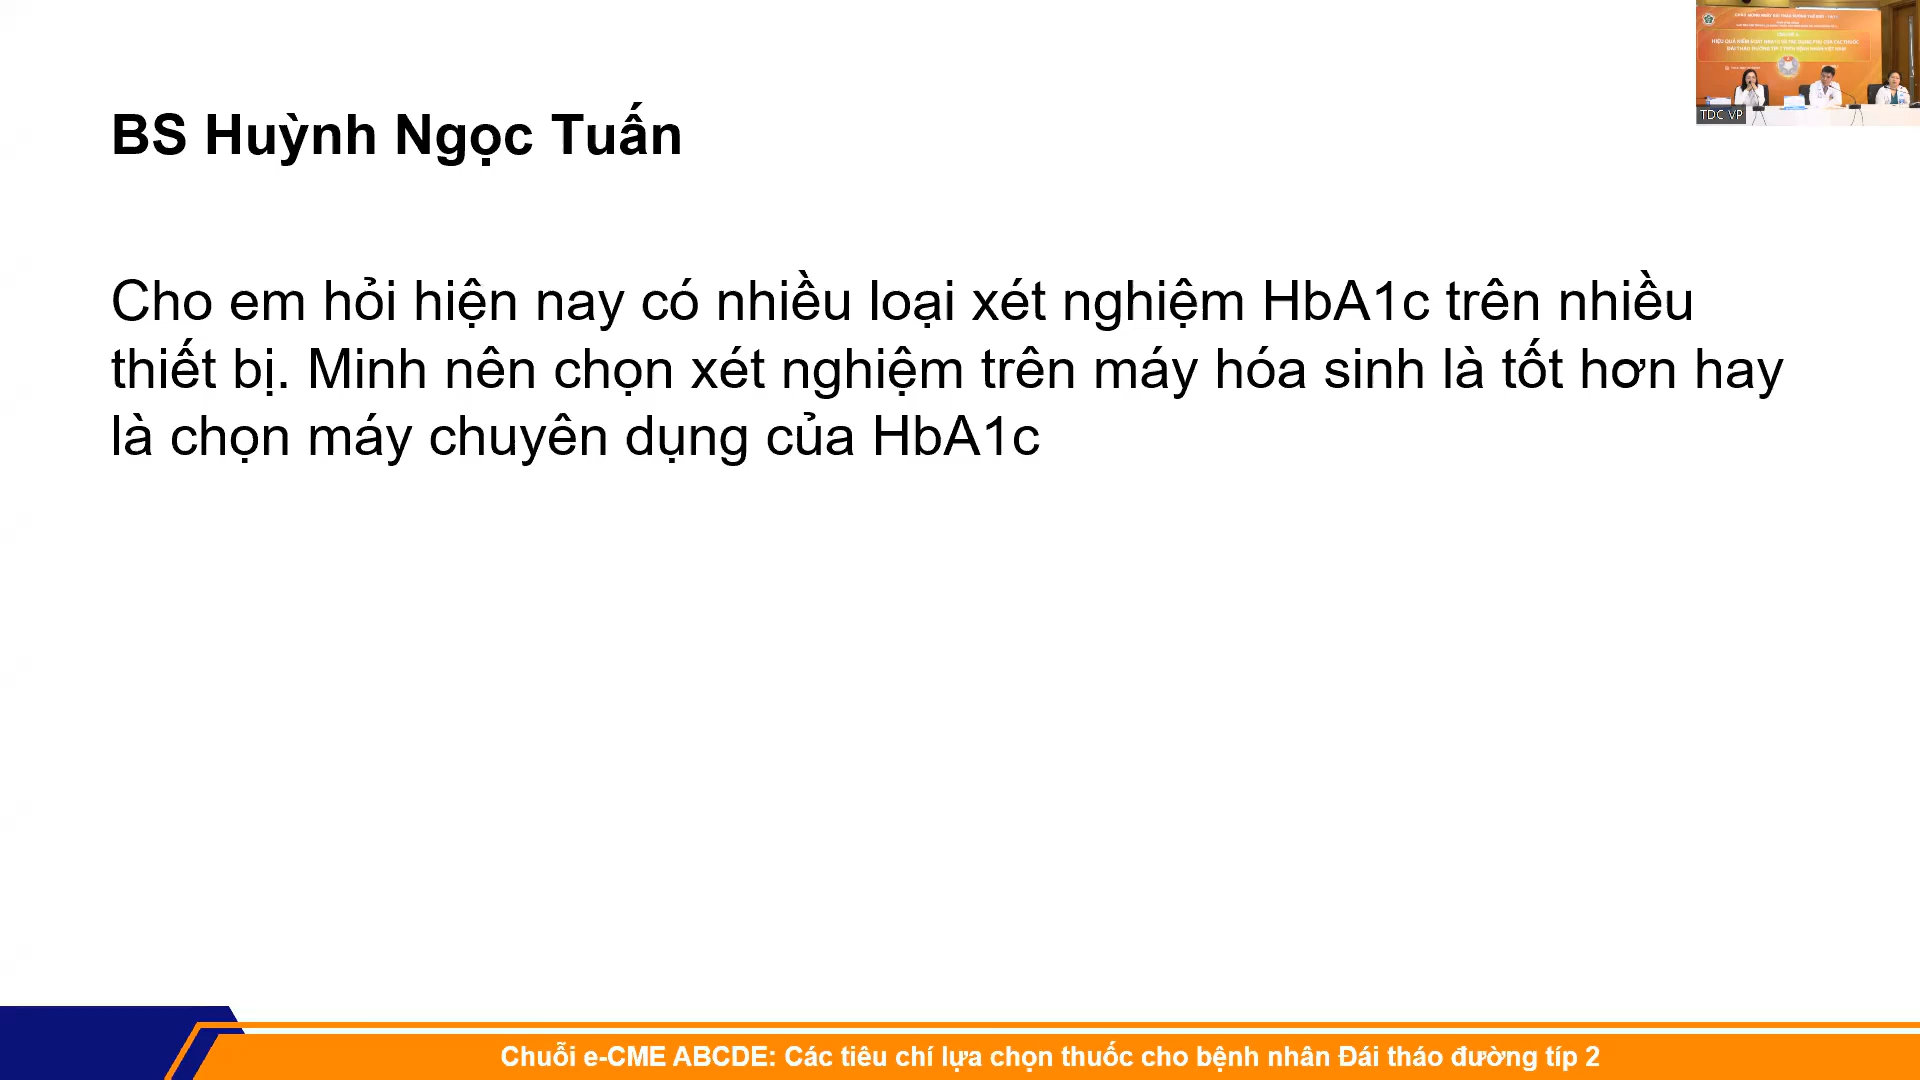 BS Huỳnh Ngọc Tuấn
Cho em hỏi hiện nay có nhiều loại xét nghiệm HbA1c trên nhiều
thiết bị. Minh nên chọn xét nghiệm trên máy hóa sinh là tốt hơn hay
là chọn máy chuyên dụng của HbA1c
TDC VP
Chuỗi e-CME ABCDE: Các tiêu chí lựa chọn thuốc cho bệnh nhân Đái tháo đường típ 2